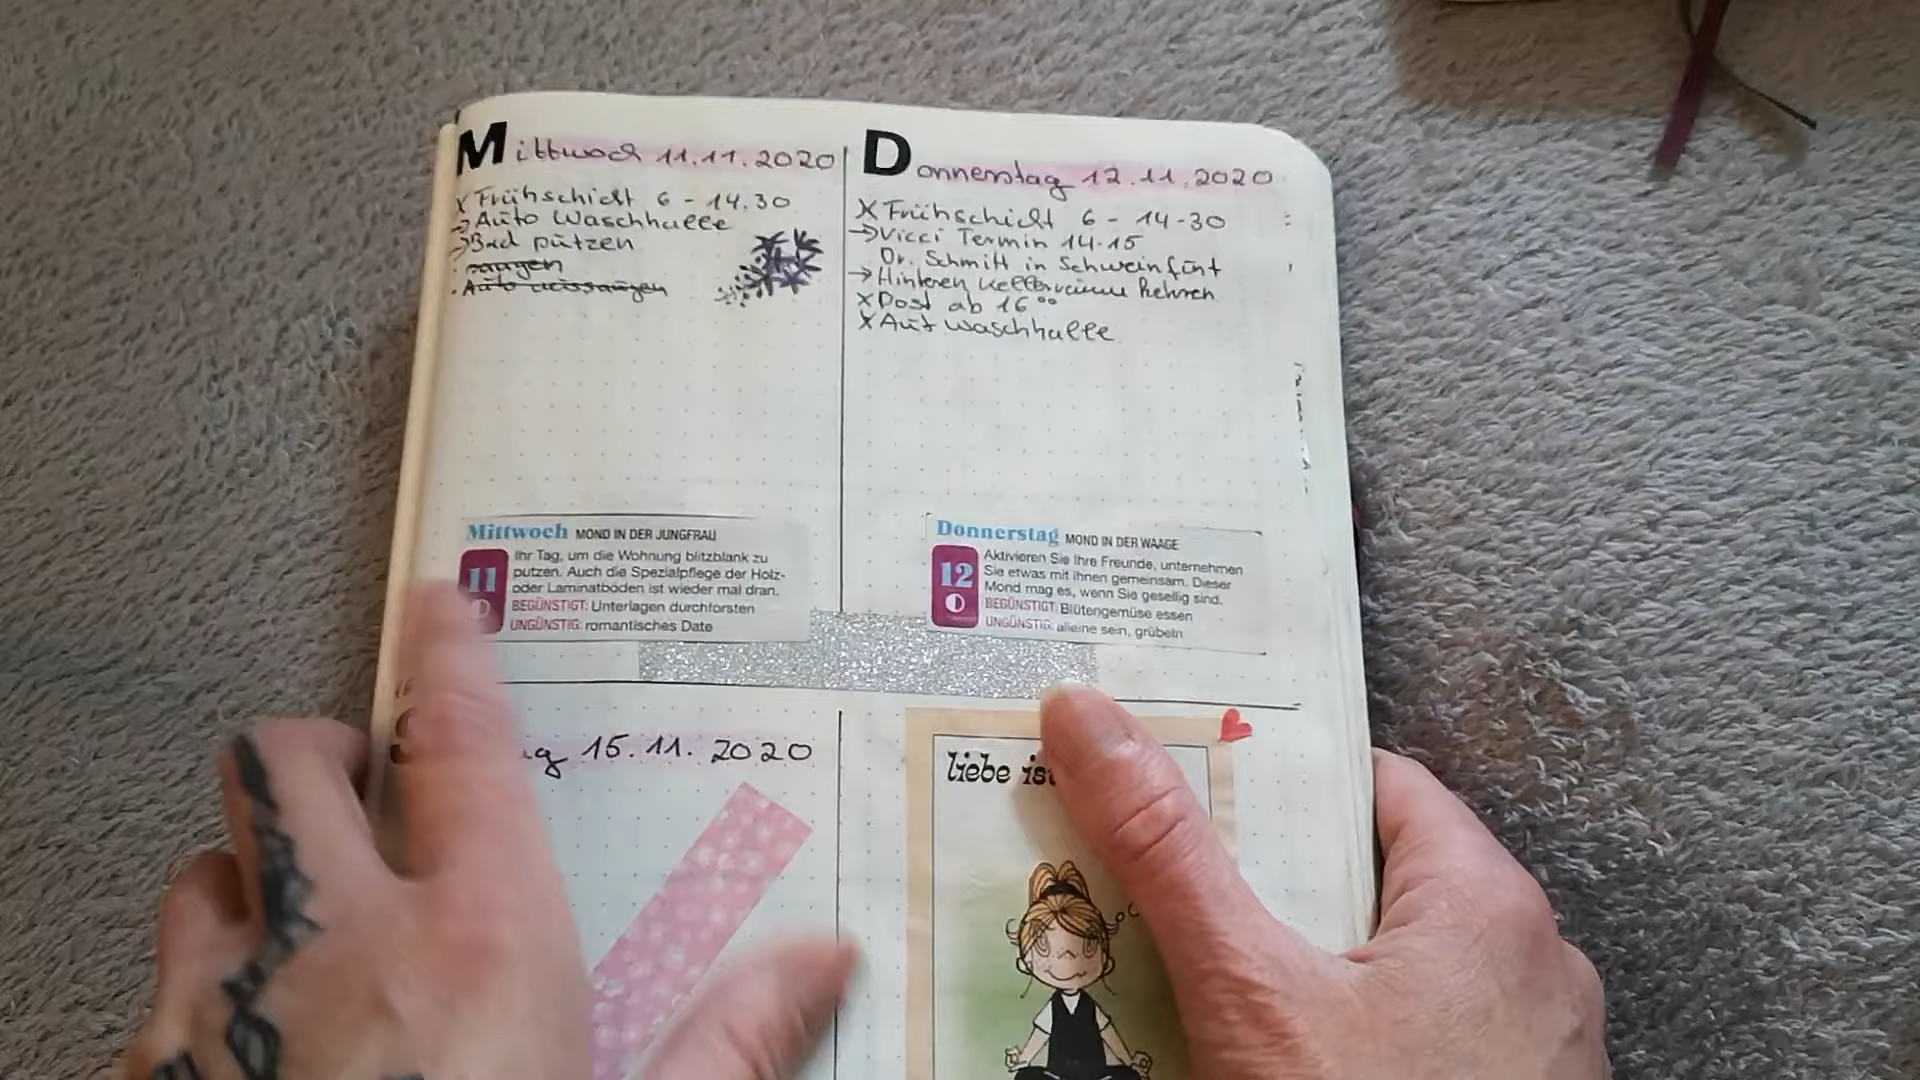 Mittwoch 11.11.2020
x Frühschicht 6 - 14.30
→ Auto Waschhalle
→ Bad putzen
· saugen
· Auto aussaugen
Mittwoch MOND IN DER JUNGFRAU
11
Ihr Tag, um die Wohnung blitzblank zu
putzen. Auch die Spezialpflege der Holz-
oder Laminatböden ist wieder mal dran.
BEGÜNSTIGT: Unterlagen durchforsten
UNGÜNSTIG: romantisches Date
Donnerstag 12.11.2020
x Frühschicht 6 - 14-30
→ Vicci Termin 14-15
Dr. Schmitt in Schweinfurt
→ Hinteren Kellerräume Kehren
x Post ab 16°°
x Aut Waschhalle
Donnerstag MOND IN DER WAAGE
12
Aktivieren Sie Ihre Freunde, unternehmen
Sie etwas mit ihnen gemeinsam. Dieser
Mond mag es, wenn Sie gesellig sind.
BEGÜNSTIGT: Blütengemüse essen
UNGÜNSTIG: alleine sein, grübeln
15.11.2020
liebe ist